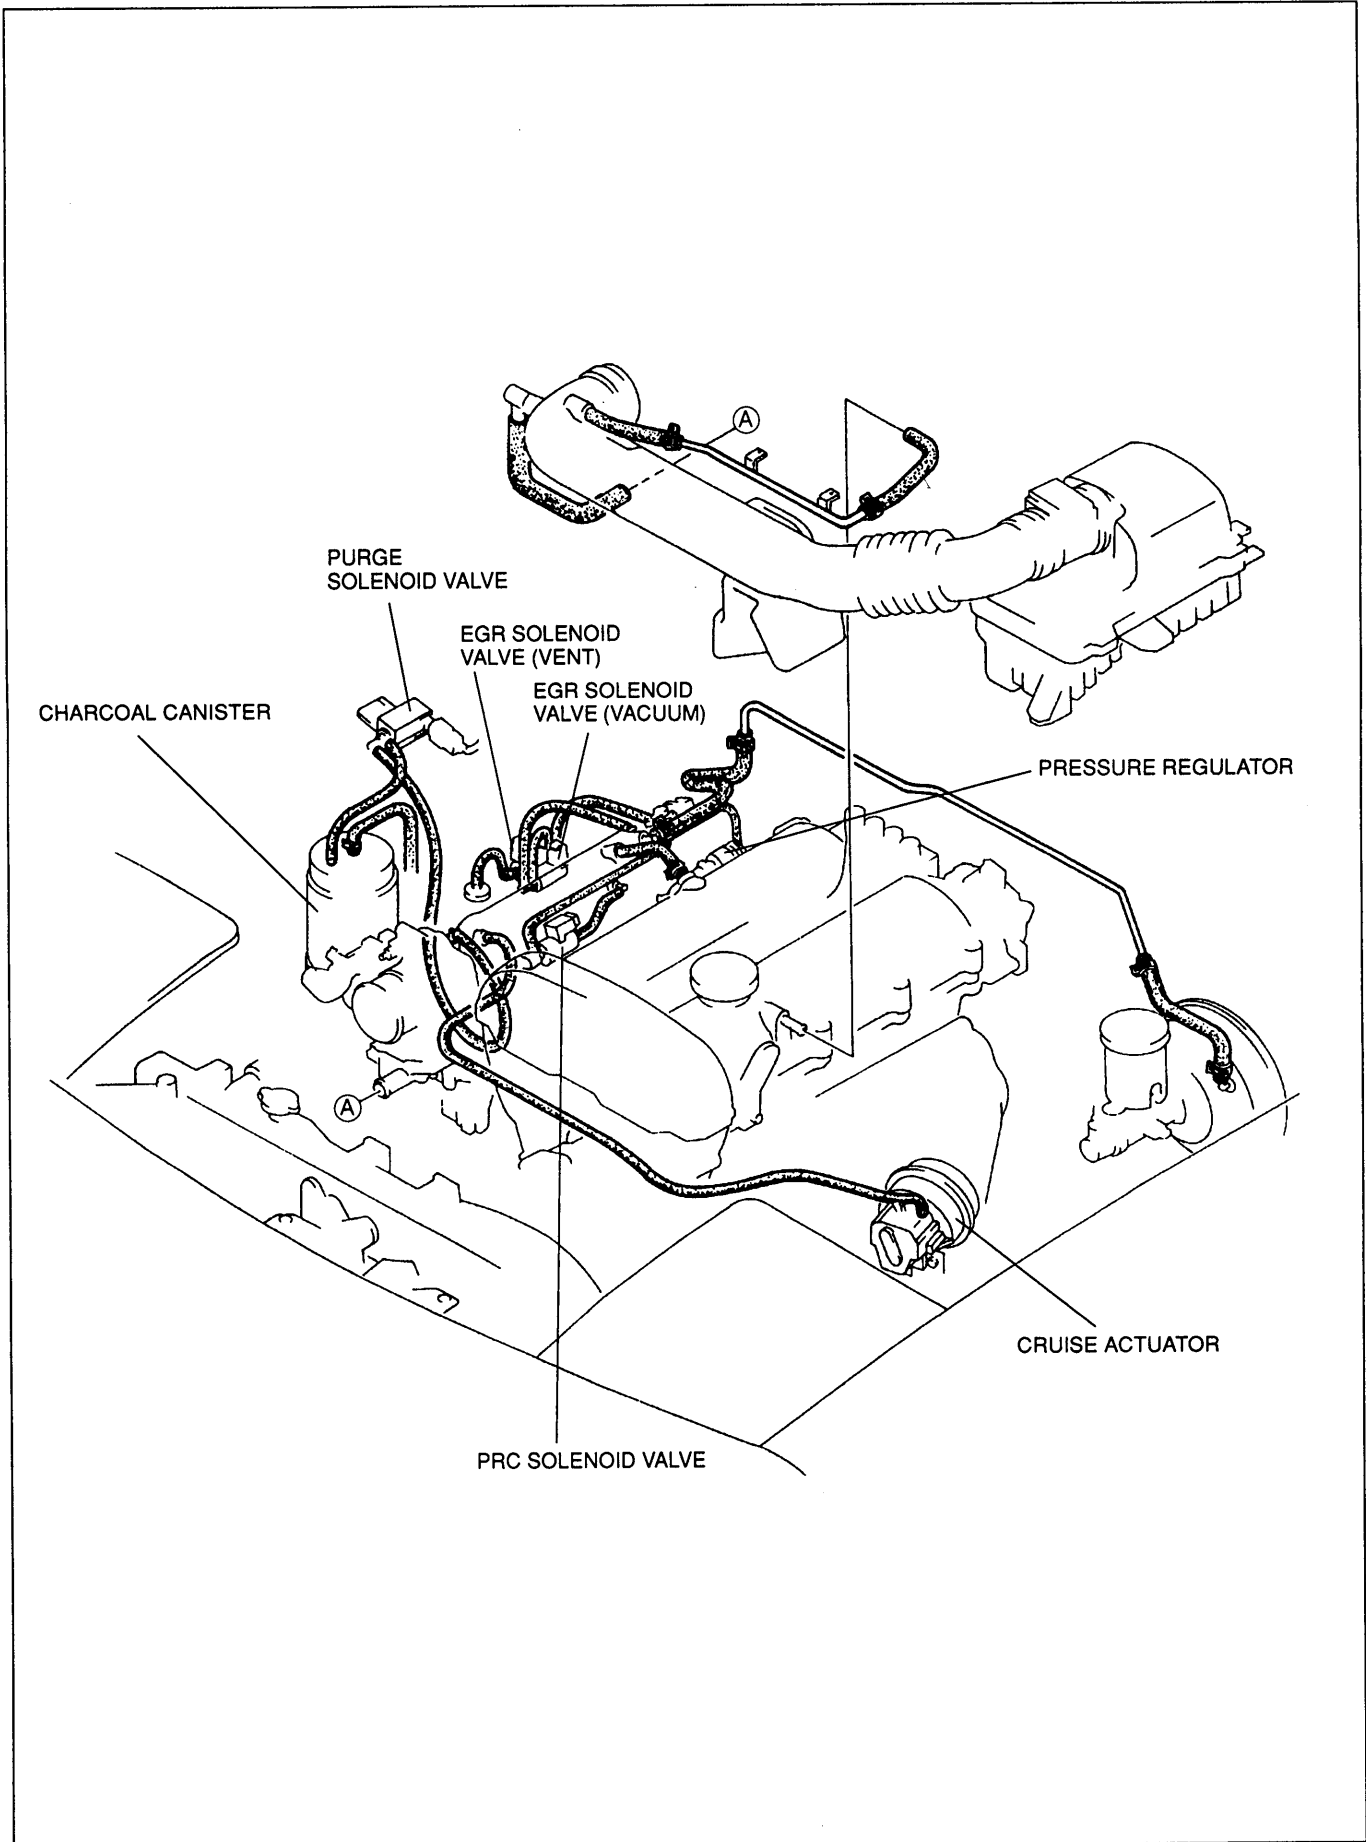 A
PURGE
SOLENOID VALVE
EGR SOLENOID
VALVE (VENT)
EGR SOLENOID
VALVE (VACUUM)
CHARCOAL CANISTER
PRESSURE REGULATOR
A
CRUISE ACTUATOR
PRC SOLENOID VALVE